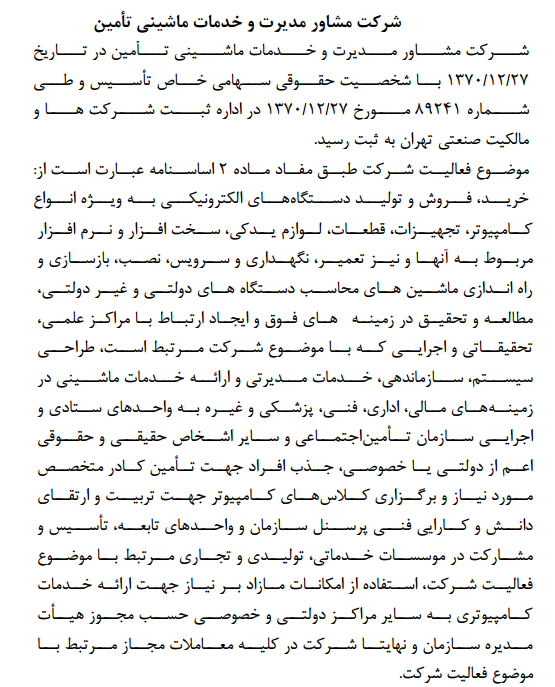 شرکت مشاور مدیرت و خدمات ماشینی تأمین
شرکت مشاور مدیرت و خدمات ماشینی تأمین در تاریخ
۱۳۷۰/۱۲/۲۷ با شخصیت حقوقی سهامی خاص تأسیس و طی
شماره ۸۹۲۴۱ مورخ ۱۳۷۰/۱۲/۲۷ در اداره ثبت شرکت ها و
مالکیت صنعتی تهران به ثبت رسید.
موضوع فعالیت شرکت طبق مفاد ماده ۲ اساسنامه عبارت است از:
خرید، فروش و تولید دستگاه‌های الکترونیکی به ویژه انواع
کامپیوتر، تجهیزات، قطعات، لوازم یدکی، سخت افزار و نرم افزار
مربوط به آنها و نیز تعمیر، نگهداری و سرویس، نصب، بازسازی و
راه اندازی ماشین های محاسب دستگاه های دولتی و غیر دولتی،
مطالعه و تحقیق در زمینه های فوق و ایجاد ارتباط با مراکز علمی،
تحقیقاتی و اجرایی که با موضوع شرکت مرتبط است، طراحی
سیستم، سازماندهی، خدمات مدیرتی و ارائه خدمات ماشینی در
زمینه‌های مالی، اداری، فنی، پزشکی و غیره به واحدهای ستادی و
اجرایی سازمان تأمین‌اجتماعی و سایر اشخاص حقیقی و حقوقی
اعم از دولتی یا خصوصی، جذب افراد جهت تأمین کادر متخصص
مورد نیاز و برگزاری کلاس‌های کامپیوتر جهت تربیت و ارتقای
دانش و کارایی فنی پرسنل سازمان و واحدهای تابعه، تأسیس و
مشارکت در موسسات خدماتی، تولیدی و تجاری مرتبط با موضوع
فعالیت شرکت، استفاده از امکانات مازاد بر نیاز جهت ارائه خدمات
کامپیوتری به سایر مراکز دولتی و خصوصی حسب مجوز هیأت
مدیره سازمان و نهایتا شرکت در کلیه معاملات مجاز مرتبط با
موضوع فعالیت شرکت.